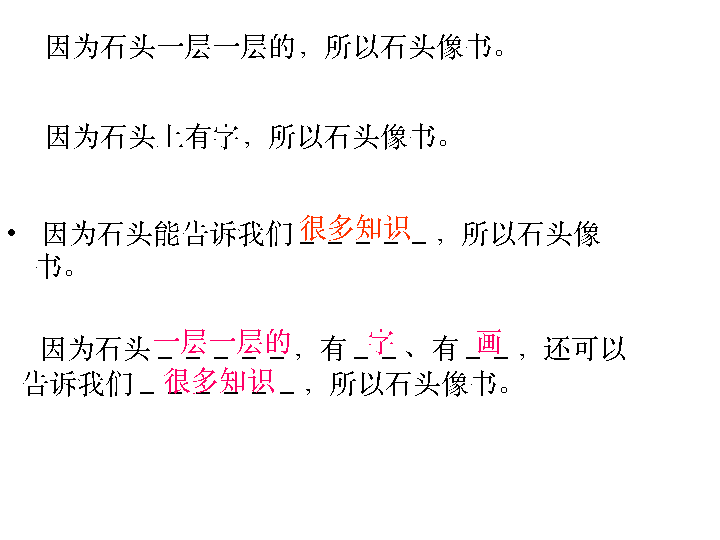 因为石头一层一层的，所以石头像书。
因为石头上有字，所以石头像书。
• 因为石头能告诉我们很多知识，所以石头像
书。
因为石头一层一层的，有字、有画，还可以
告诉我们很多知识，所以石头像书。